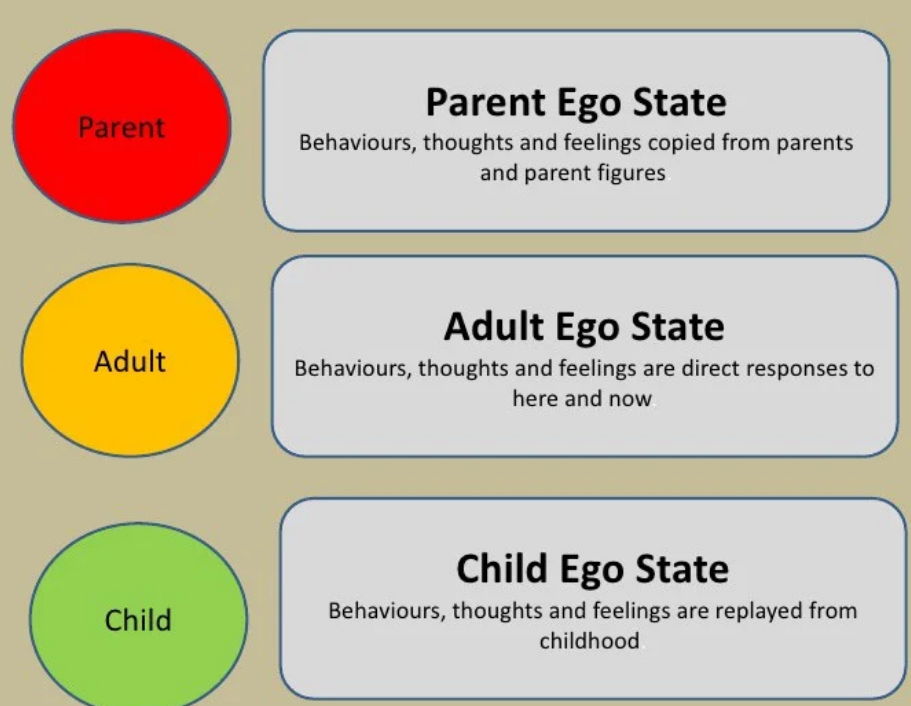 Parent
Parent Ego State
Behaviours, thoughts and feelings copied from parents
and parent figures
Adult
Adult Ego State
Behaviours, thoughts and feelings are direct responses to
here and now
Child
Child Ego State
Behaviours, thoughts and feelings are replayed from
childhood